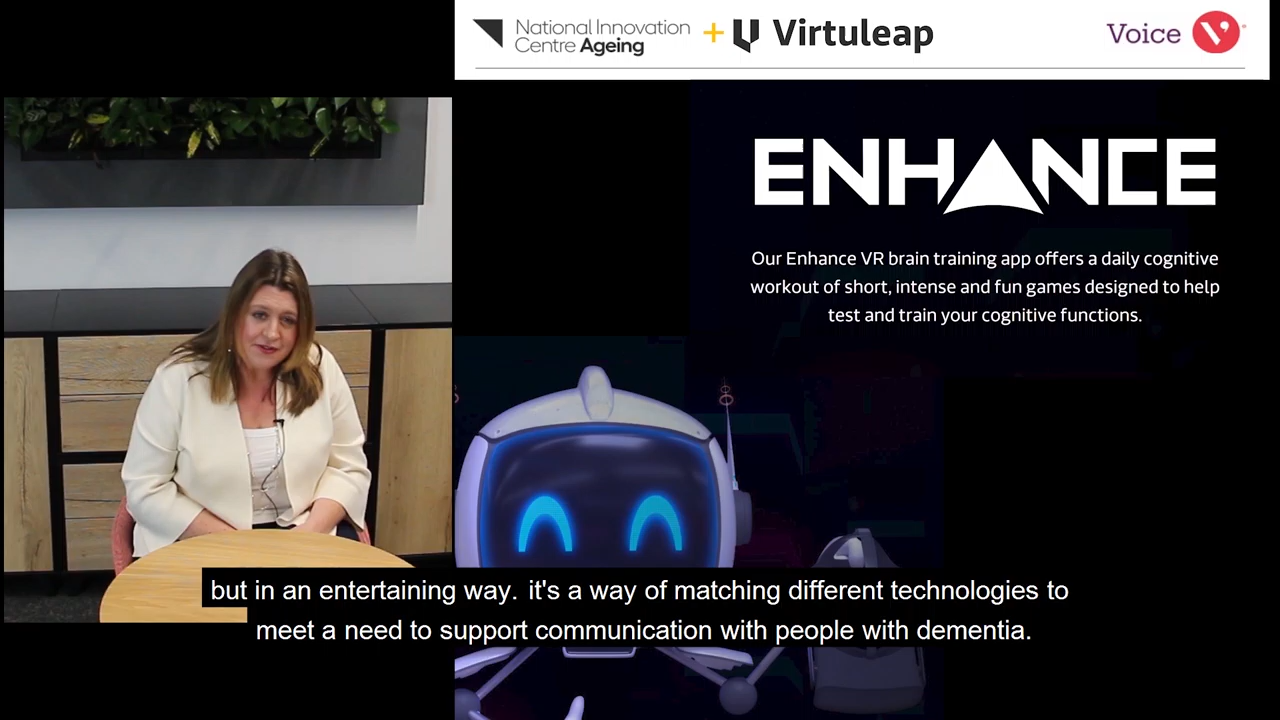 National Innovation
Centre Ageing
+ Virtuleap
Voice
ENHANCE
Our Enhance VR brain training app offers a daily cognitive
workout of short, intense and fun games designed to help
test and train your cognitive functions.
but in an entertaining way. it's a way of matching different technologies to
meet a need to support communication with people with dementia.